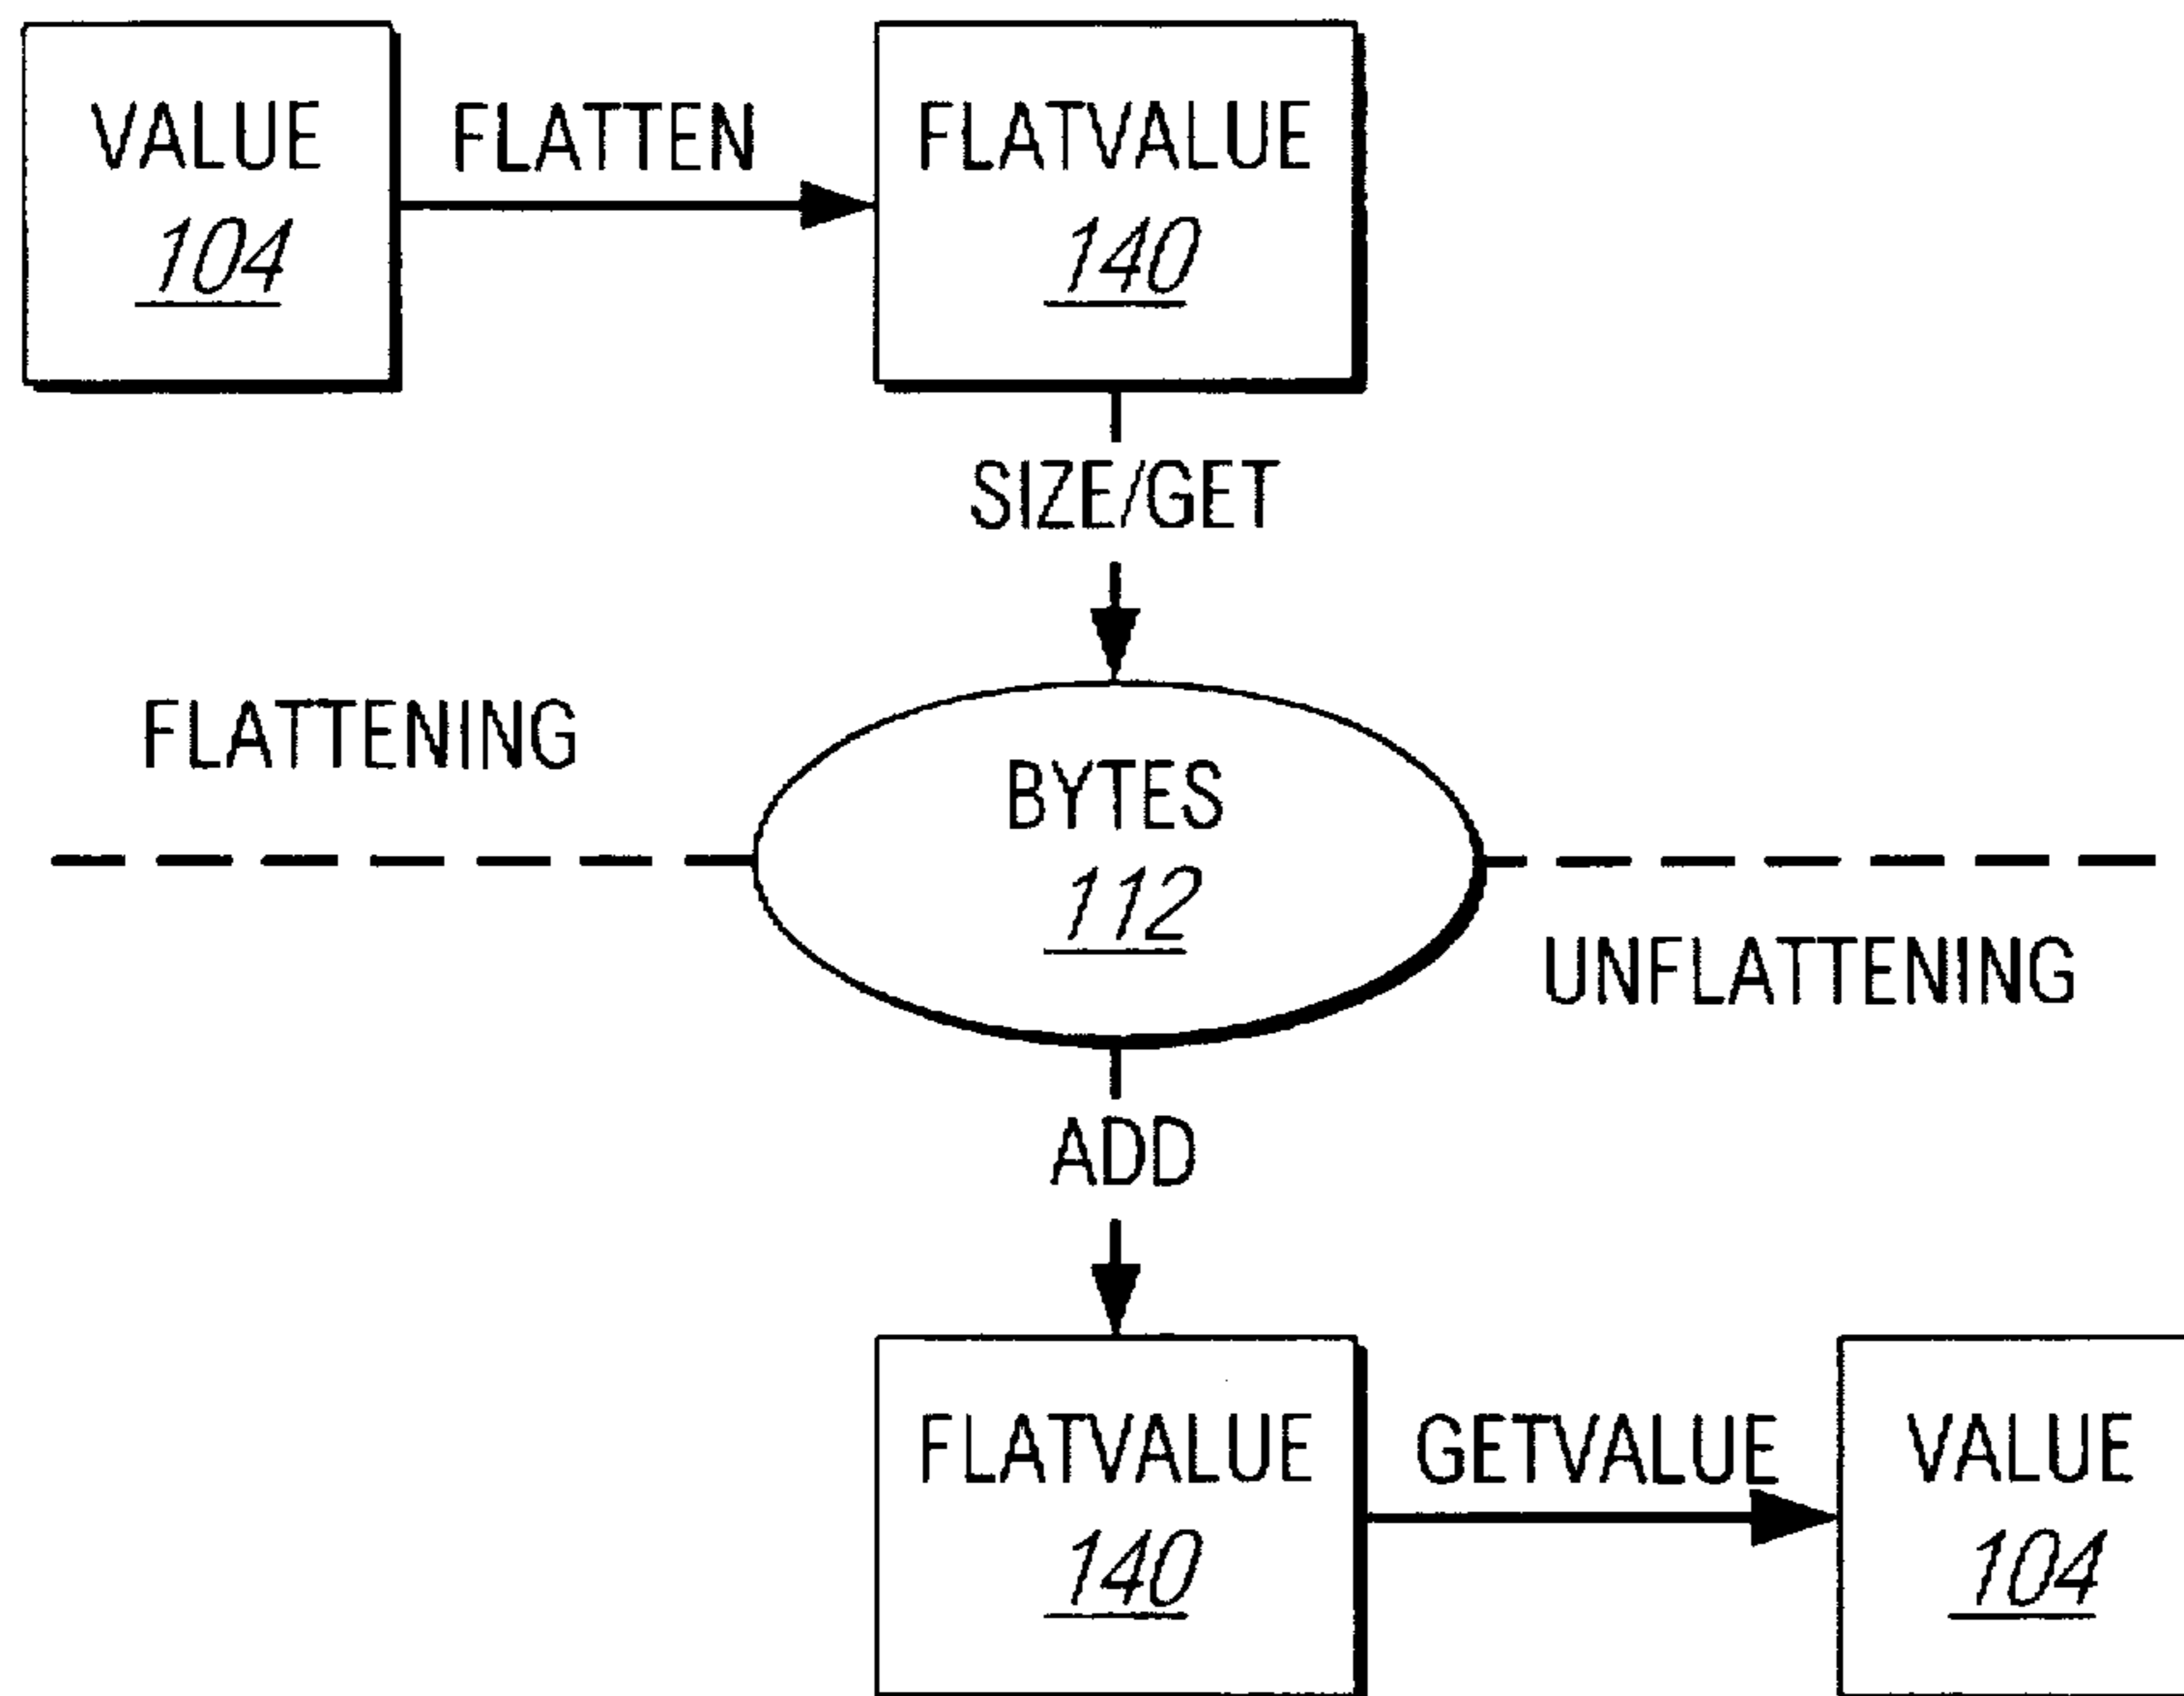 VALUE
104
FLATTEN
FLATVALUE
140
SIZE/GET
FLATTENING
BYTES
112
UNFLATTENING
ADD
FLATVALUE
140
GETVALUE
VALUE
104